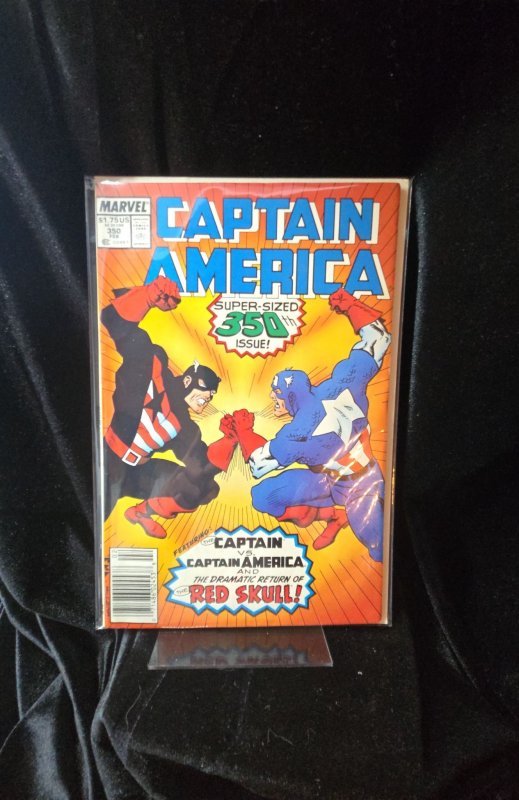 MARVEL
$1.75 US
350
FEB
CAPTAIN
AMERICA
SUPER-SIZED
350th
ISSUE!
FEATURING:
THE CAPTAIN
VS.
CAPTAIN AMERICA
AND
THE DRAMATIC RETURN OF
THE RED SKULL!